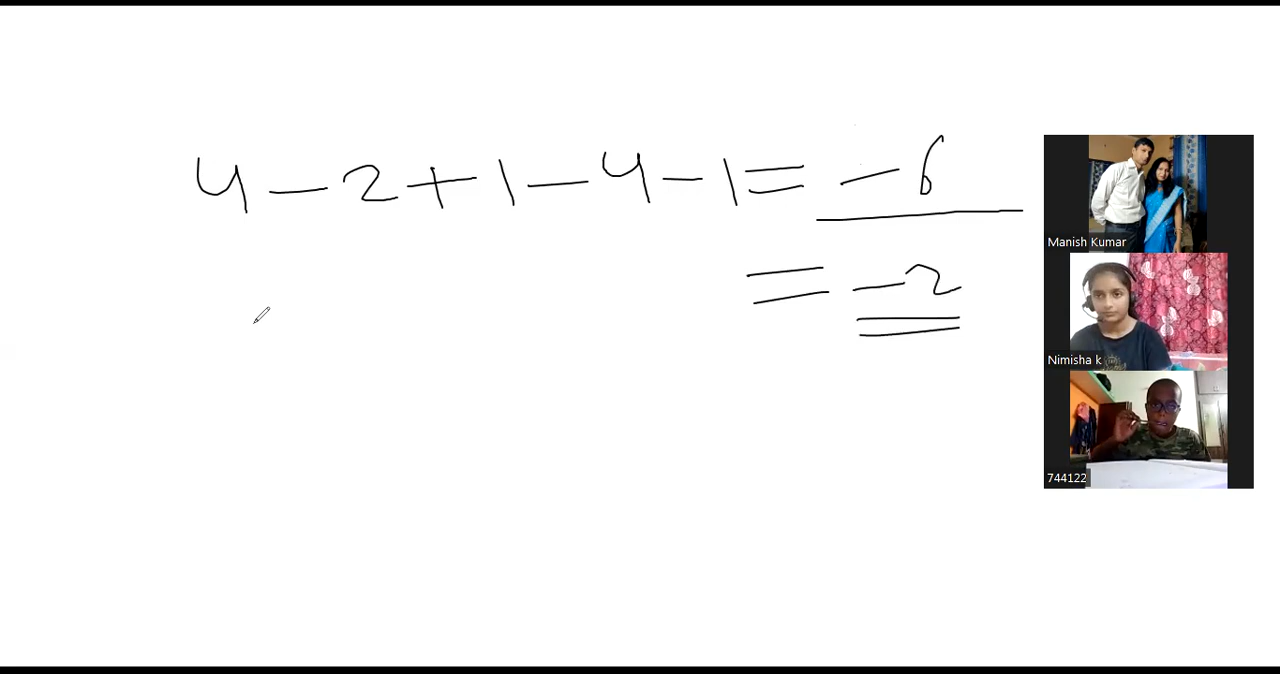 4 - 2 + 1 - 4 - 1 = - 6
= - 2
Manish Kumar
Nimisha k
744122